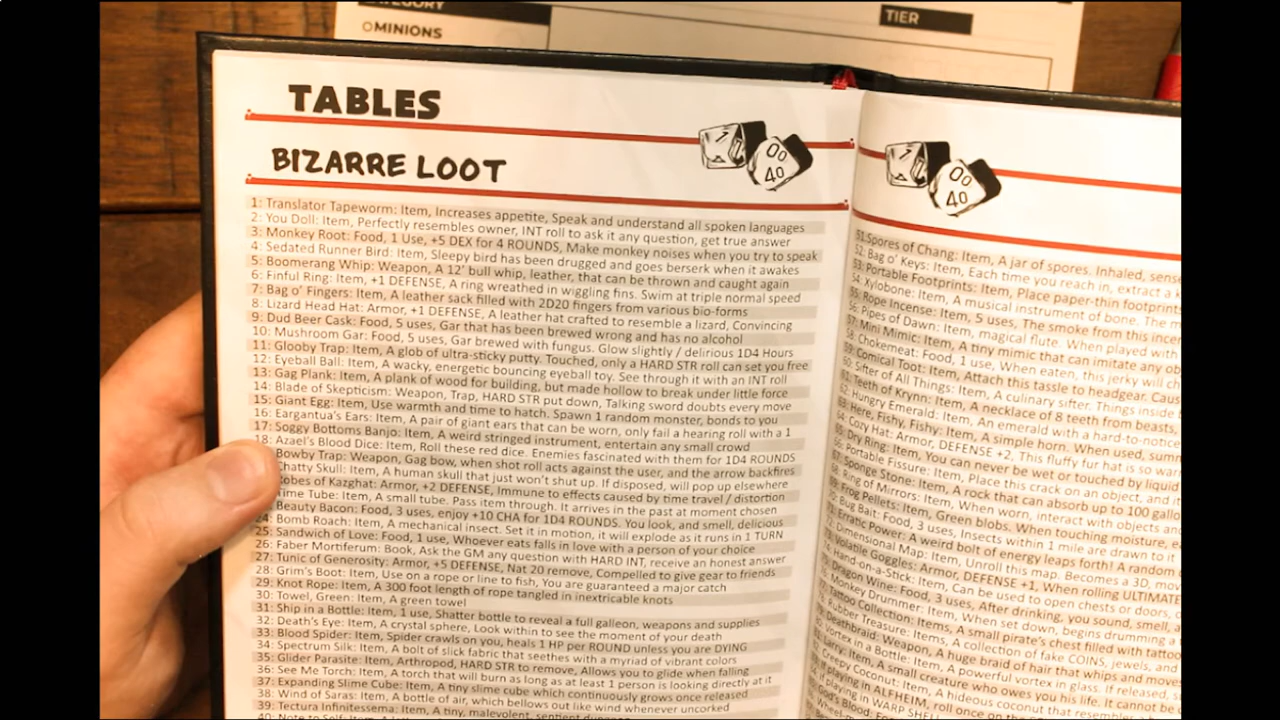 CATEGORY
TIER
MINIONS
TABLES
BIZARRE LOOT
1: Translator Tapeworm: Item, Increases appetite, Speak and understand all spoken languages
2: You Doll: Item, Perfectly resembles owner, INT roll to ask it any question, get true answer
3: Monkey Root: Food, 1 Use, +5 DEX for 4 ROUNDS, Make monkey noises when you try to speak
4: Sedated Runner Bird: Item, Sleepy bird has been drugged and goes berserk when it awakes
5: Boomerang Whip: Weapon, A 12' bull whip, leather, that can be thrown and caught again
6: Finful Ring: Item, +1 DEFENSE, A ring wreathed in wiggling fins. Swim at triple normal speed
7: Bag o' Fingers: Item, A leather sack filled with 2D20 fingers from various bio-forms
8: Lizard Head Hat: Armor, +1 DEFENSE, A leather hat crafted to resemble a lizard, Convincing
9: Dud Beer Cask: Food, 5 uses, Gar that has been brewed wrong and has no alcohol
10: Mushroom Gar: Food, 5 uses, Gar brewed with fungus. Glow slightly / delirious 1D4 Hours
11: Glooby Trap: Item, A glob of ultra-sticky putty. Touched, only a HARD STR roll can set you free
12: Eyeball Ball: Item, A wacky, energetic bouncing eyeball toy. See through it with an INT roll
13: Gag Plank: Item, A plank of wood for building, but made hollow to break under little force
14: Blade of Skepticism: Weapon, Trap, HARD STR put down, Talking sword doubts every move
15: Giant Egg: Item, Use warmth and time to hatch. Spawn 1 random monster, bonds to you
16: Eargantua's Ears: Item, A pair of giant ears that can be worn, only fail a hearing roll with a 1
17: Soggy Bottoms Banjo: Item, A weird stringed instrument, entertain any small crowd
18: Azael's Blood Dice: Item, Roll these red dice. Enemies fascinated with them for 1D4 ROUNDS
Bowby Trap: Weapon, Gag bow, when shot roll acts against the user, and the arrow backfires
Chatty Skull: Item, A human skull that just won't shut up. If disposed, will pop up elsewhere
Robes of Kazghat: Armor, +2 DEFENSE, Immune to effects caused by time travel / distortion
Time Tube: Item, A small tube. Pass item through. It arrives in the past at moment chosen
Beauty Bacon: Food, 3 uses, enjoy +10 CHA for 1D4 ROUNDS. You look, and smell, delicious
24: Bomb Roach: Item, A mechanical insect. Set it in motion, it will explode as it runs in 1 TURN
25: Sandwich of Love: Food, 1 use, Whoever eats falls in love with a person of your choice
26: Faber Mortiferum: Book, Ask the GM any question with HARD INT, receive an honest answer
27: Tunic of Generosity: Armor, +5 DEFENSE, Nat 20 remove, Compelled to give gear to friends
28: Grim's Boot: Item, Use on a rope or line to fish, You are guaranteed a major catch
29: Knot Rope: Item, A 300 foot length of rope tangled in inextricable knots
30: Towel, Green: Item, A green towel
31: Ship in a Bottle: Item, 1 use, Shatter bottle to reveal a full galleon, weapons and supplies
32: Death's Eye: Item, A crystal sphere, Look within to see the moment of your death
33: Blood Spider: Item, Spider crawls on you, heals 1 HP per ROUND unless you are DYING
34: Spectrum Silk: Item, A bolt of slick fabric that seethes with a myriad of vibrant colors
35: Glider Parasite: Item, Arthropod, HARD STR to remove, Allows you to glide when falling
36: See Me Torch: Item, A torch that will burn as long as at least 1 person is looking directly at it
37: Expanding Slime Cube: Item, A tiny slime cube which continuously grows once released
38: Wind of Saras: Item, A bottle of air, which bellows out like wind whenever uncorked
39: Tectura Infinitessema: Item, A tiny, malevolent, sentient
40: Note to Self: Item, A
51: Spores of Chang: Item, A jar of spores. Inhaled,
52: Bag o' Keys: Item, Each time you reach in, extract a
53: Portable Footprints: Item, Place paper-thin footprints
54: Xylobone: Item, A musical instrument of bone. The
55: Rope Incense: Item, 5 uses, The smoke from this
56: Pipes of Dawn: Item, magical flute. When played with
57: Mini Mimic: Item, A tiny mimic that can imitate any
58: Chokemeat: Food, 1 use, When eaten, this jerky will
59: Comical Toot: Item, Attach this tassle to headgear.
60: Sifter of All Things: Item, A culinary sifter. Things inside
61: Teeth of Krynn: Item, A necklace of 8 teeth from beasts,
62: Hungry Emerald: Item, An emerald with a hard-to-notice
63: Here, Fishy, Fishy: Item, A simple horn. When used,
64: Cozy Hat: Armor, DEFENSE +2, This fluffy fur hat is so
65: Dry Ring: Item, You can never be wet or touched by liquid
66: Portable Fissure: Item, Place this crack on an object, and
67: Sponge Stone: Item, A rock that can absorb up to 100
68: Ring of Mirrors: Item, When worn, interact with objects
69: Frog Pellets: Item, Green blobs. When touching moisture,
70: Bug Bait: Food, 3 uses, Insects within 1 mile are drawn to
71: Erratic Power: A weird bolt of energy leaps forth! A random
72: Dimensional Map: Item, Unroll this map. Becomes a 3D,
73: Volatile Goggles: Armor, DEFENSE +1, When rolling ULTIMATE
Hand-on-a-Stick: Item, Can be used to open chests or doors,
Dragon Wine: Food, 3 uses, After drinking, you sound, smell,
Monkey Drummer: Item, When set down, begins drumming a
Tattoo Collection: Items, A small pirate's chest filled with
Rubber Treasure: Items, A collection of fake COINS, jewels, and
Deathbraid: Weapon, A huge braid of hair that whips and
Vortex in a Bottle: Item, A powerful vortex in glass. If released,
Larry: Item, A small creature who owes you his life. It cannot be
Creepy Coconut: Item, A hideous coconut that resembles
If playing in ALFHEIM, roll once on
If playing in WARP SHELL
God's Blood: